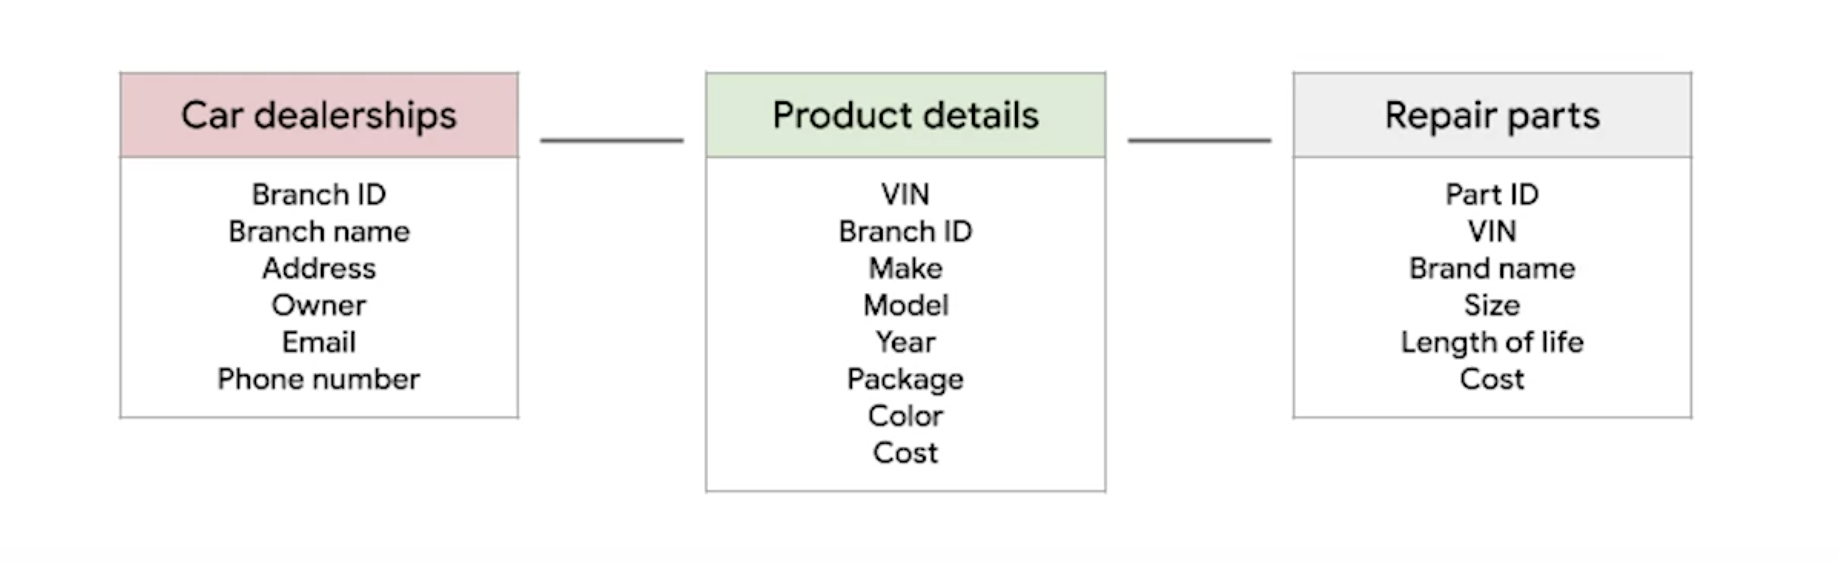 Car dealerships
Branch ID
Branch name
Address
Owner
Email
Phone number
Product details
VIN
Branch ID
Make
Model
Year
Package
Color
Cost
Repair parts
Part ID
VIN
Brand name
Size
Length of life
Cost